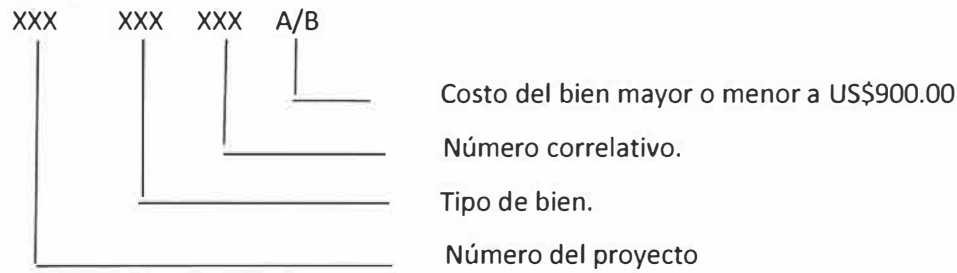 XXX XXX XXX A/B
Costo del bien mayor o menor a US$900.00
Número correlativo.
Tipo de bien.
Número del proyecto